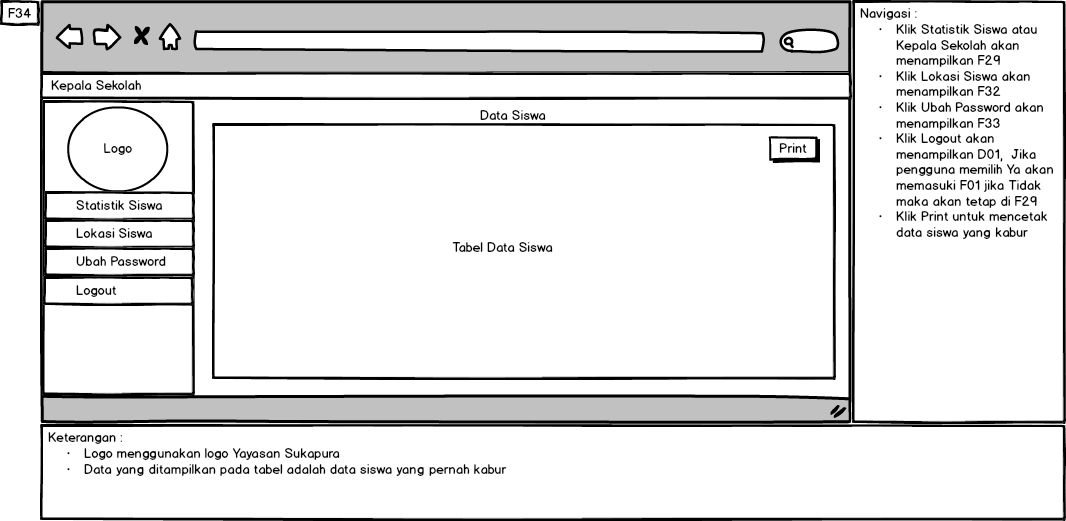 F34
Kepala Sekolah
Logo
Statistik Siswa
Lokasi Siswa
Ubah Password
Logout
Data Siswa
Print
Tabel Data Siswa
Navigasi :
· Klik Statistik Siswa atau
Kepala Sekolah akan
menampilkan F29
· Klik Lokasi Siswa akan
menampilkan F32
· Klik Ubah Password akan
menampilkan F33
· Klik Logout akan
menampilkan D01, Jika
pengguna memilih Ya akan
memasuki F01 jika Tidak
maka akan tetap di F29
· Klik Print untuk mencetak
data siswa yang kabur
Keterangan :
· Logo menggunakan logo Yayasan Sukapura
· Data yang ditampilkan pada tabel adalah data siswa yang pernah kabur